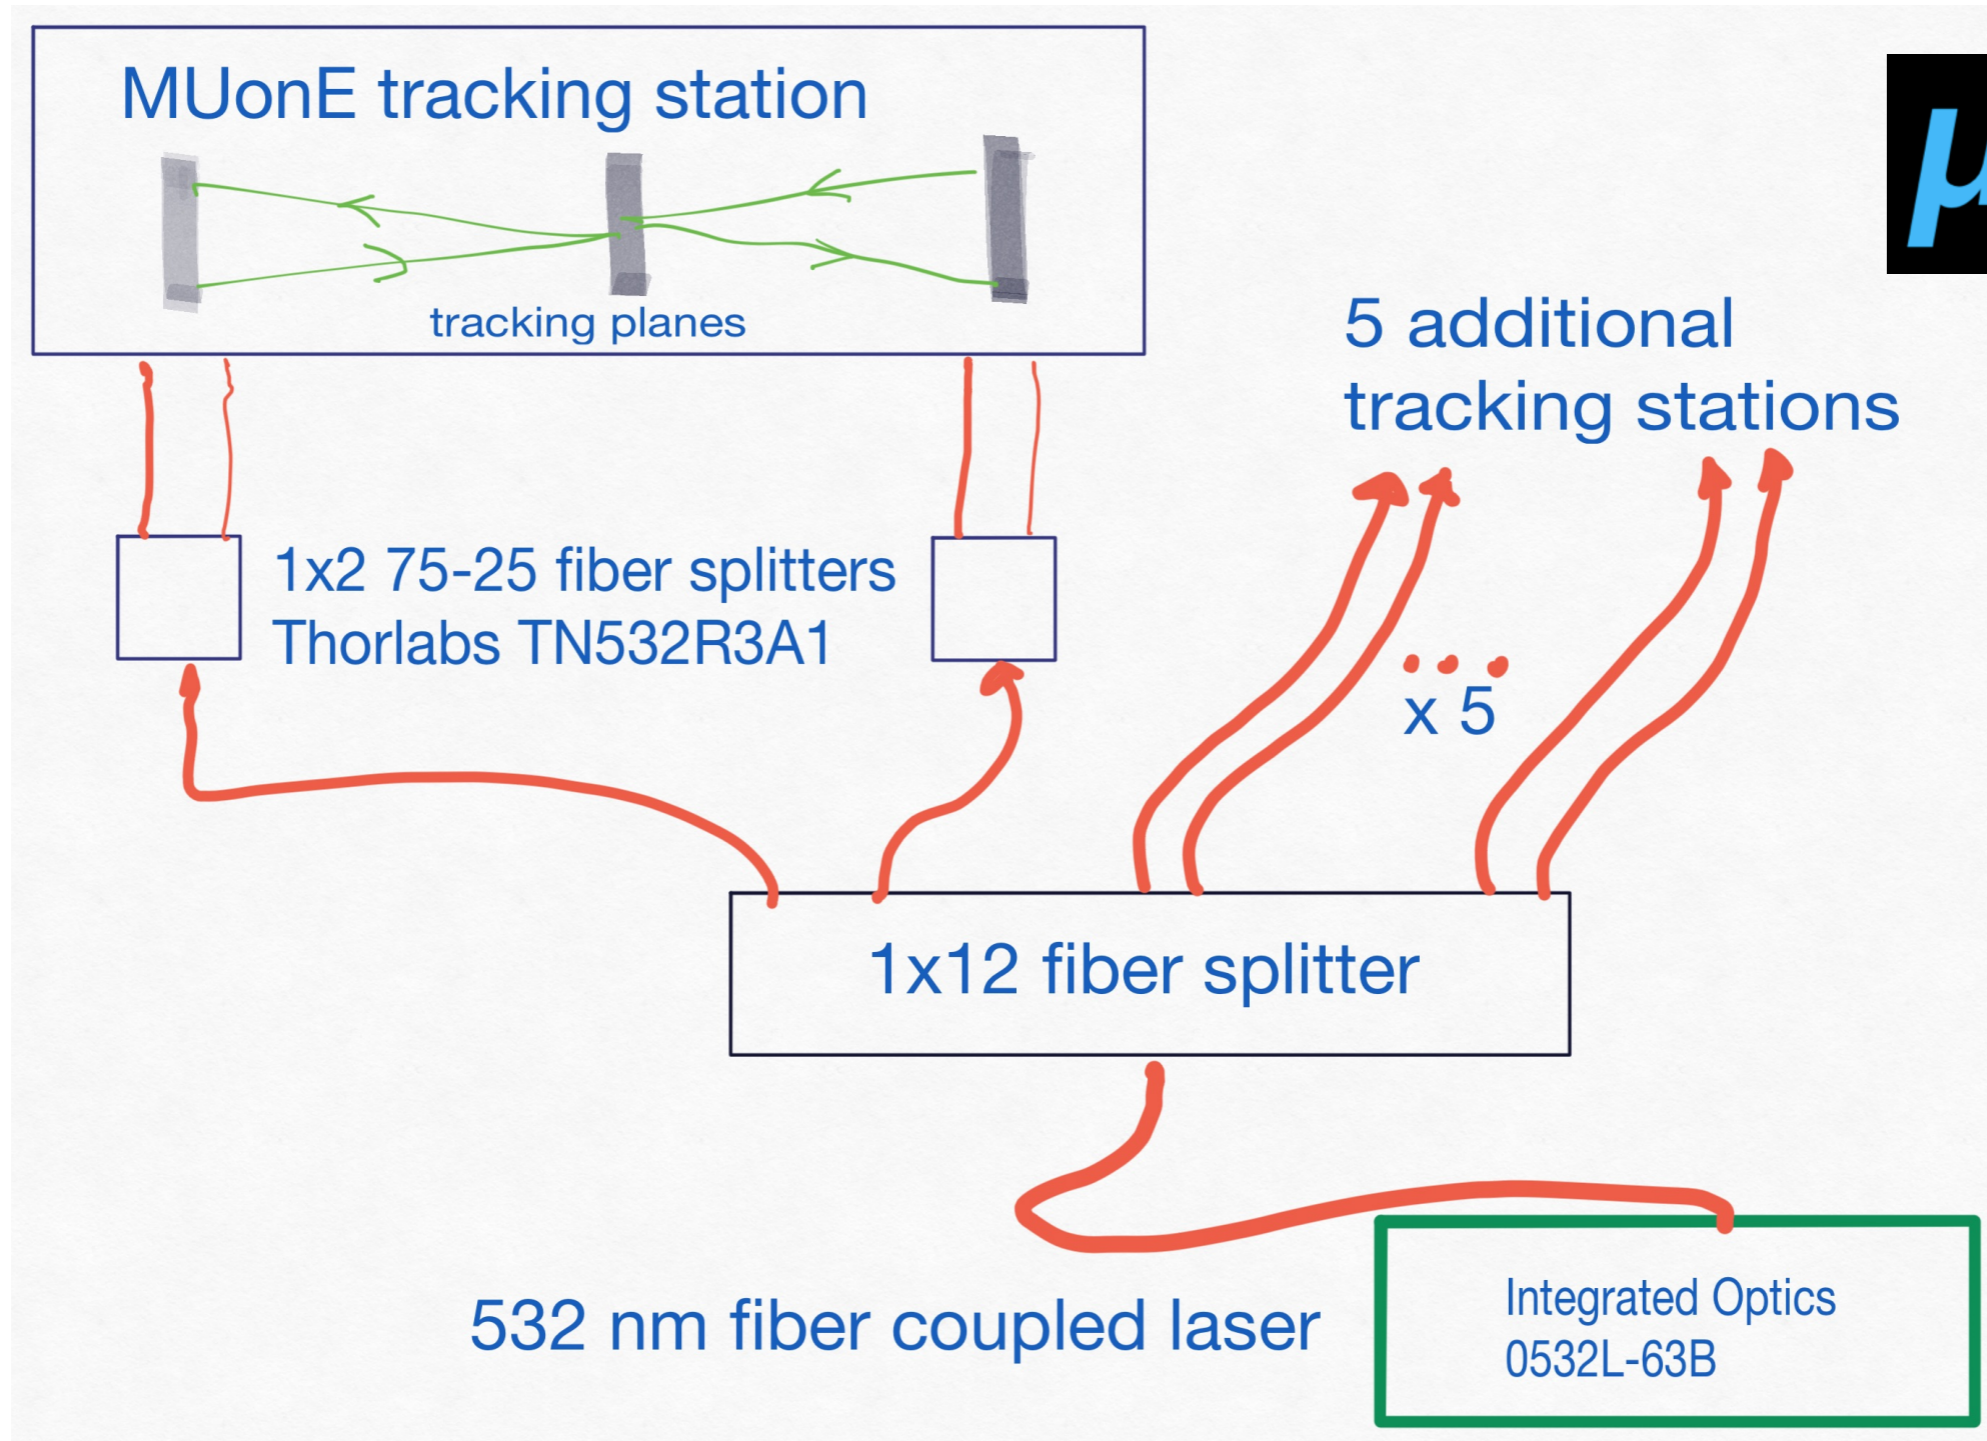 MUonE tracking station
tracking planes
μ
5 additional
tracking stations
1x2 75-25 fiber splitters
Thorlabs TN532R3A1
x 5
1x12 fiber splitter
532 nm fiber coupled laser
Integrated Optics
0532L-63B